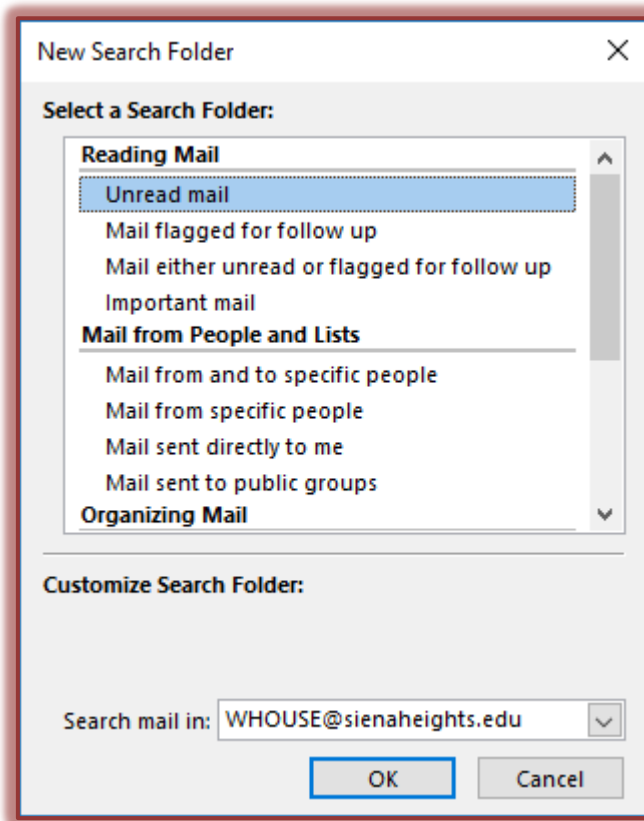 New Search Folder
Select a Search Folder:
Reading Mail
Unread mail
Mail flagged for follow up
Mail either unread or flagged for follow up
Important mail
Mail from People and Lists
Mail from and to specific people
Mail from specific people
Mail sent directly to me
Mail sent to public groups
Organizing Mail
Customize Search Folder:
Search mail in: WHOUSE@sienaheights.edu
OK Cancel